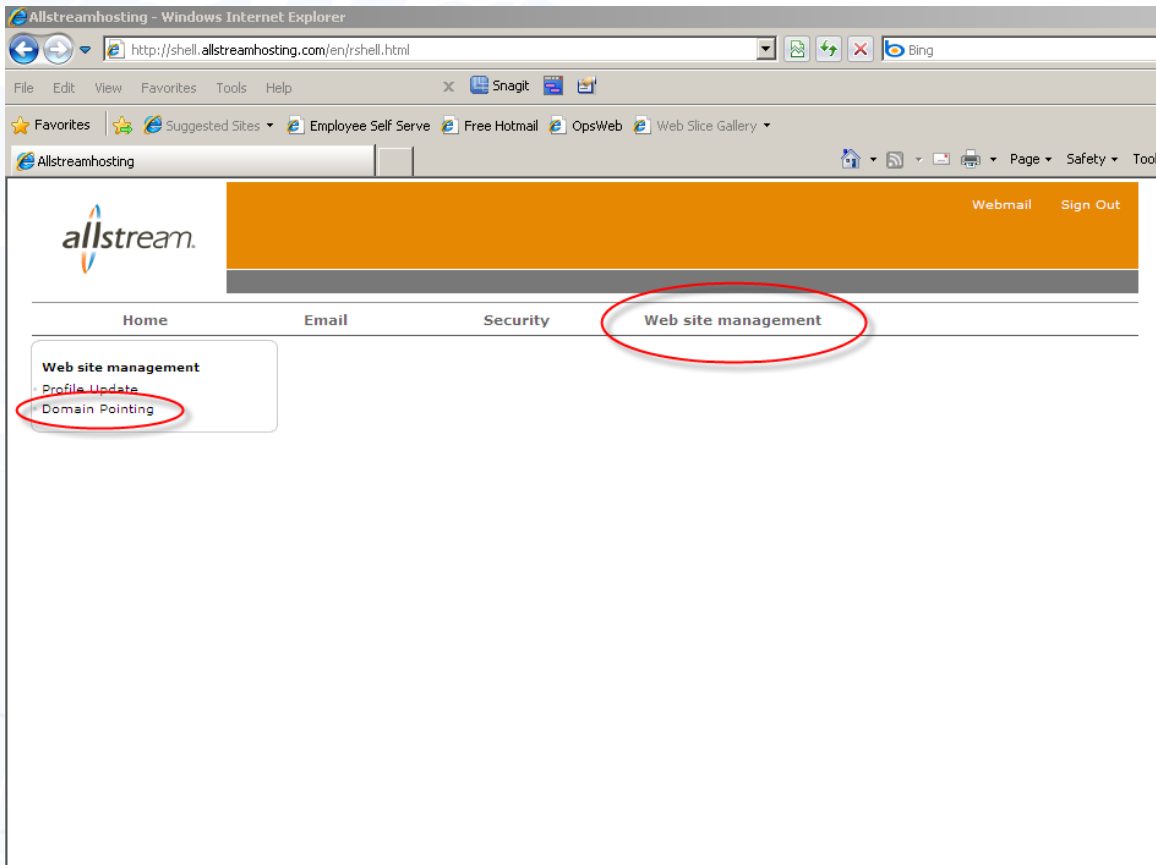 Allstreamhosting - Windows Internet Explorer
http://shell.allstreamhosting.com/en/rshell.html Bing
File Edit View Favorites Tools Help x Snagit
Favorites Suggested Sites Employee Self Serve Free Hotmail OpsWeb Web Slice Gallery
Allstreamhosting Page Safety Tool
Webmail Sign Out
allstream.
Home Email Security Web site management
Web site management
Profile Update
Domain Pointing